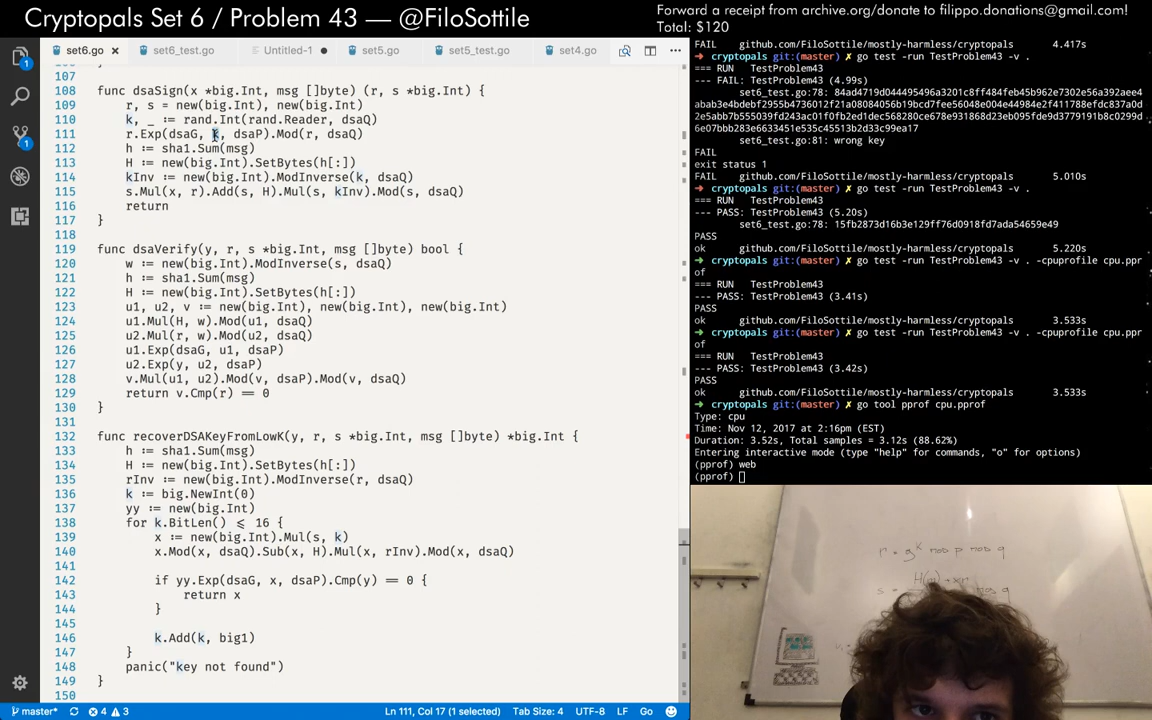 Cryptopals Set 6 / Problem 43 — @FiloSottile
Forward a receipt from archive.org/donate to filippo.donations@gmail.com!
Total: $120
set6.go
set6_test.go
Untitled-1
set5.go
set5_test.go
set4.go
107
108 func dsaSign(x *big.Int, msg []byte) (r, s *big.Int) {
109 r, s = new(big.Int), new(big.Int)
110 k, _ := rand.Int(rand.Reader, dsaQ)
111 r.Exp(dsaG, k, dsaP).Mod(r, dsaQ)
112 h := sha1.Sum(msg)
113 H := new(big.Int).SetBytes(h[:])
114 kInv := new(big.Int).ModInverse(k, dsaQ)
115 s.Mul(x, r).Add(s, H).Mul(s, kInv).Mod(s, dsaQ)
116 return
117 }
118
119 func dsaVerify(y, r, s *big.Int, msg []byte) bool {
120 w := new(big.Int).ModInverse(s, dsaQ)
121 h := sha1.Sum(msg)
122 H := new(big.Int).SetBytes(h[:])
123 u1, u2, v := new(big.Int), new(big.Int), new(big.Int)
124 u1.Mul(H, w).Mod(u1, dsaQ)
125 u2.Mul(r, w).Mod(u2, dsaQ)
126 u1.Exp(dsaG, u1, dsaP)
127 u2.Exp(y, u2, dsaP)
128 v.Mul(u1, u2).Mod(v, dsaP).Mod(v, dsaQ)
129 return v.Cmp(r) == 0
130 }
131
132 func recoverDSAKeyFromLowK(y, r, s *big.Int, msg []byte) *big.Int {
133 h := sha1.Sum(msg)
134 H := new(big.Int).SetBytes(h[:])
135 rInv := new(big.Int).ModInverse(r, dsaQ)
136 k := big.NewInt(0)
137 yy := new(big.Int)
138 for k.BitLen() <= 16 {
139 x := new(big.Int).Mul(s, k)
140 x.Mod(x, dsaQ).Sub(x, H).Mul(x, rInv).Mod(x, dsaQ)
141
142 if yy.Exp(dsaG, x, dsaP).Cmp(y) == 0 {
143 return x
144 }
145
146 k.Add(k, big1)
147 }
148 panic("key not found")
149 }
150
FAIL github.com/FiloSottile/mostly-harmless/cryptopals 4.417s
➜ cryptopals git:(master) ✗ go test -run TestProblem43 -v .
=== RUN TestProblem43
--- FAIL: TestProblem43 (4.99s)
set6_test.go:81: wrong key
FAIL
exit status 1
FAIL github.com/FiloSottile/mostly-harmless/cryptopals 5.010s
➜ cryptopals git:(master) ✗ go test -run TestProblem43 -v .
=== RUN TestProblem43
--- PASS: TestProblem43 (5.20s)
set6_test.go:78: 15fb2873d16b3e129ff76d0918fd7ada54659e49
PASS
ok github.com/FiloSottile/mostly-harmless/cryptopals 5.220s
➜ cryptopals git:(master) ✗ go test -run TestProblem43 -v . -cpuprofile cpu.ppr
of
=== RUN TestProblem43
--- PASS: TestProblem43 (3.41s)
PASS
ok github.com/FiloSottile/mostly-harmless/cryptopals 3.533s
➜ cryptopals git:(master) ✗ go test -run TestProblem43 -v . -cpuprofile cpu.ppr
of
=== RUN TestProblem43
--- PASS: TestProblem43 (3.42s)
PASS
ok github.com/FiloSottile/mostly-harmless/cryptopals 3.533s
➜ cryptopals git:(master) ✗ go tool pprof cpu.pprof
Type: cpu
Time: Nov 12, 2017 at 2:16pm (EST)
Duration: 3.52s, Total samples = 3.12s (88.62%)
Entering interactive mode (type "help" for commands, "o" for options)
(pprof) web
(pprof)
master*
4
3
Ln 111, Col 17 (1 selected)
Tab Size: 4
UTF-8
LF
Go